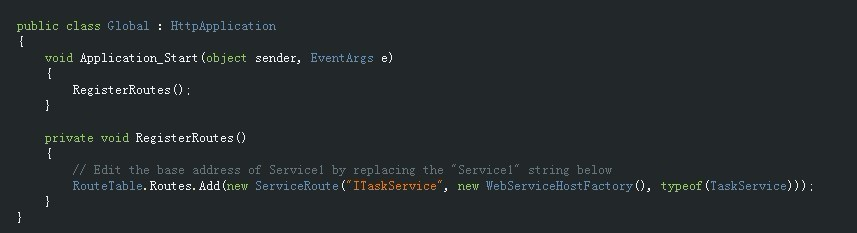 public class Global : HttpApplication
{
    void Application_Start(object sender, EventArgs e)
    {
        RegisterRoutes();
    }

    private void RegisterRoutes()
    {
        // Edit the base address of Service1 by replacing the "Service1" string below
        RouteTable.Routes.Add(new ServiceRoute("ITaskService", new WebServiceHostFactory(), typeof(TaskService)));
    }
}